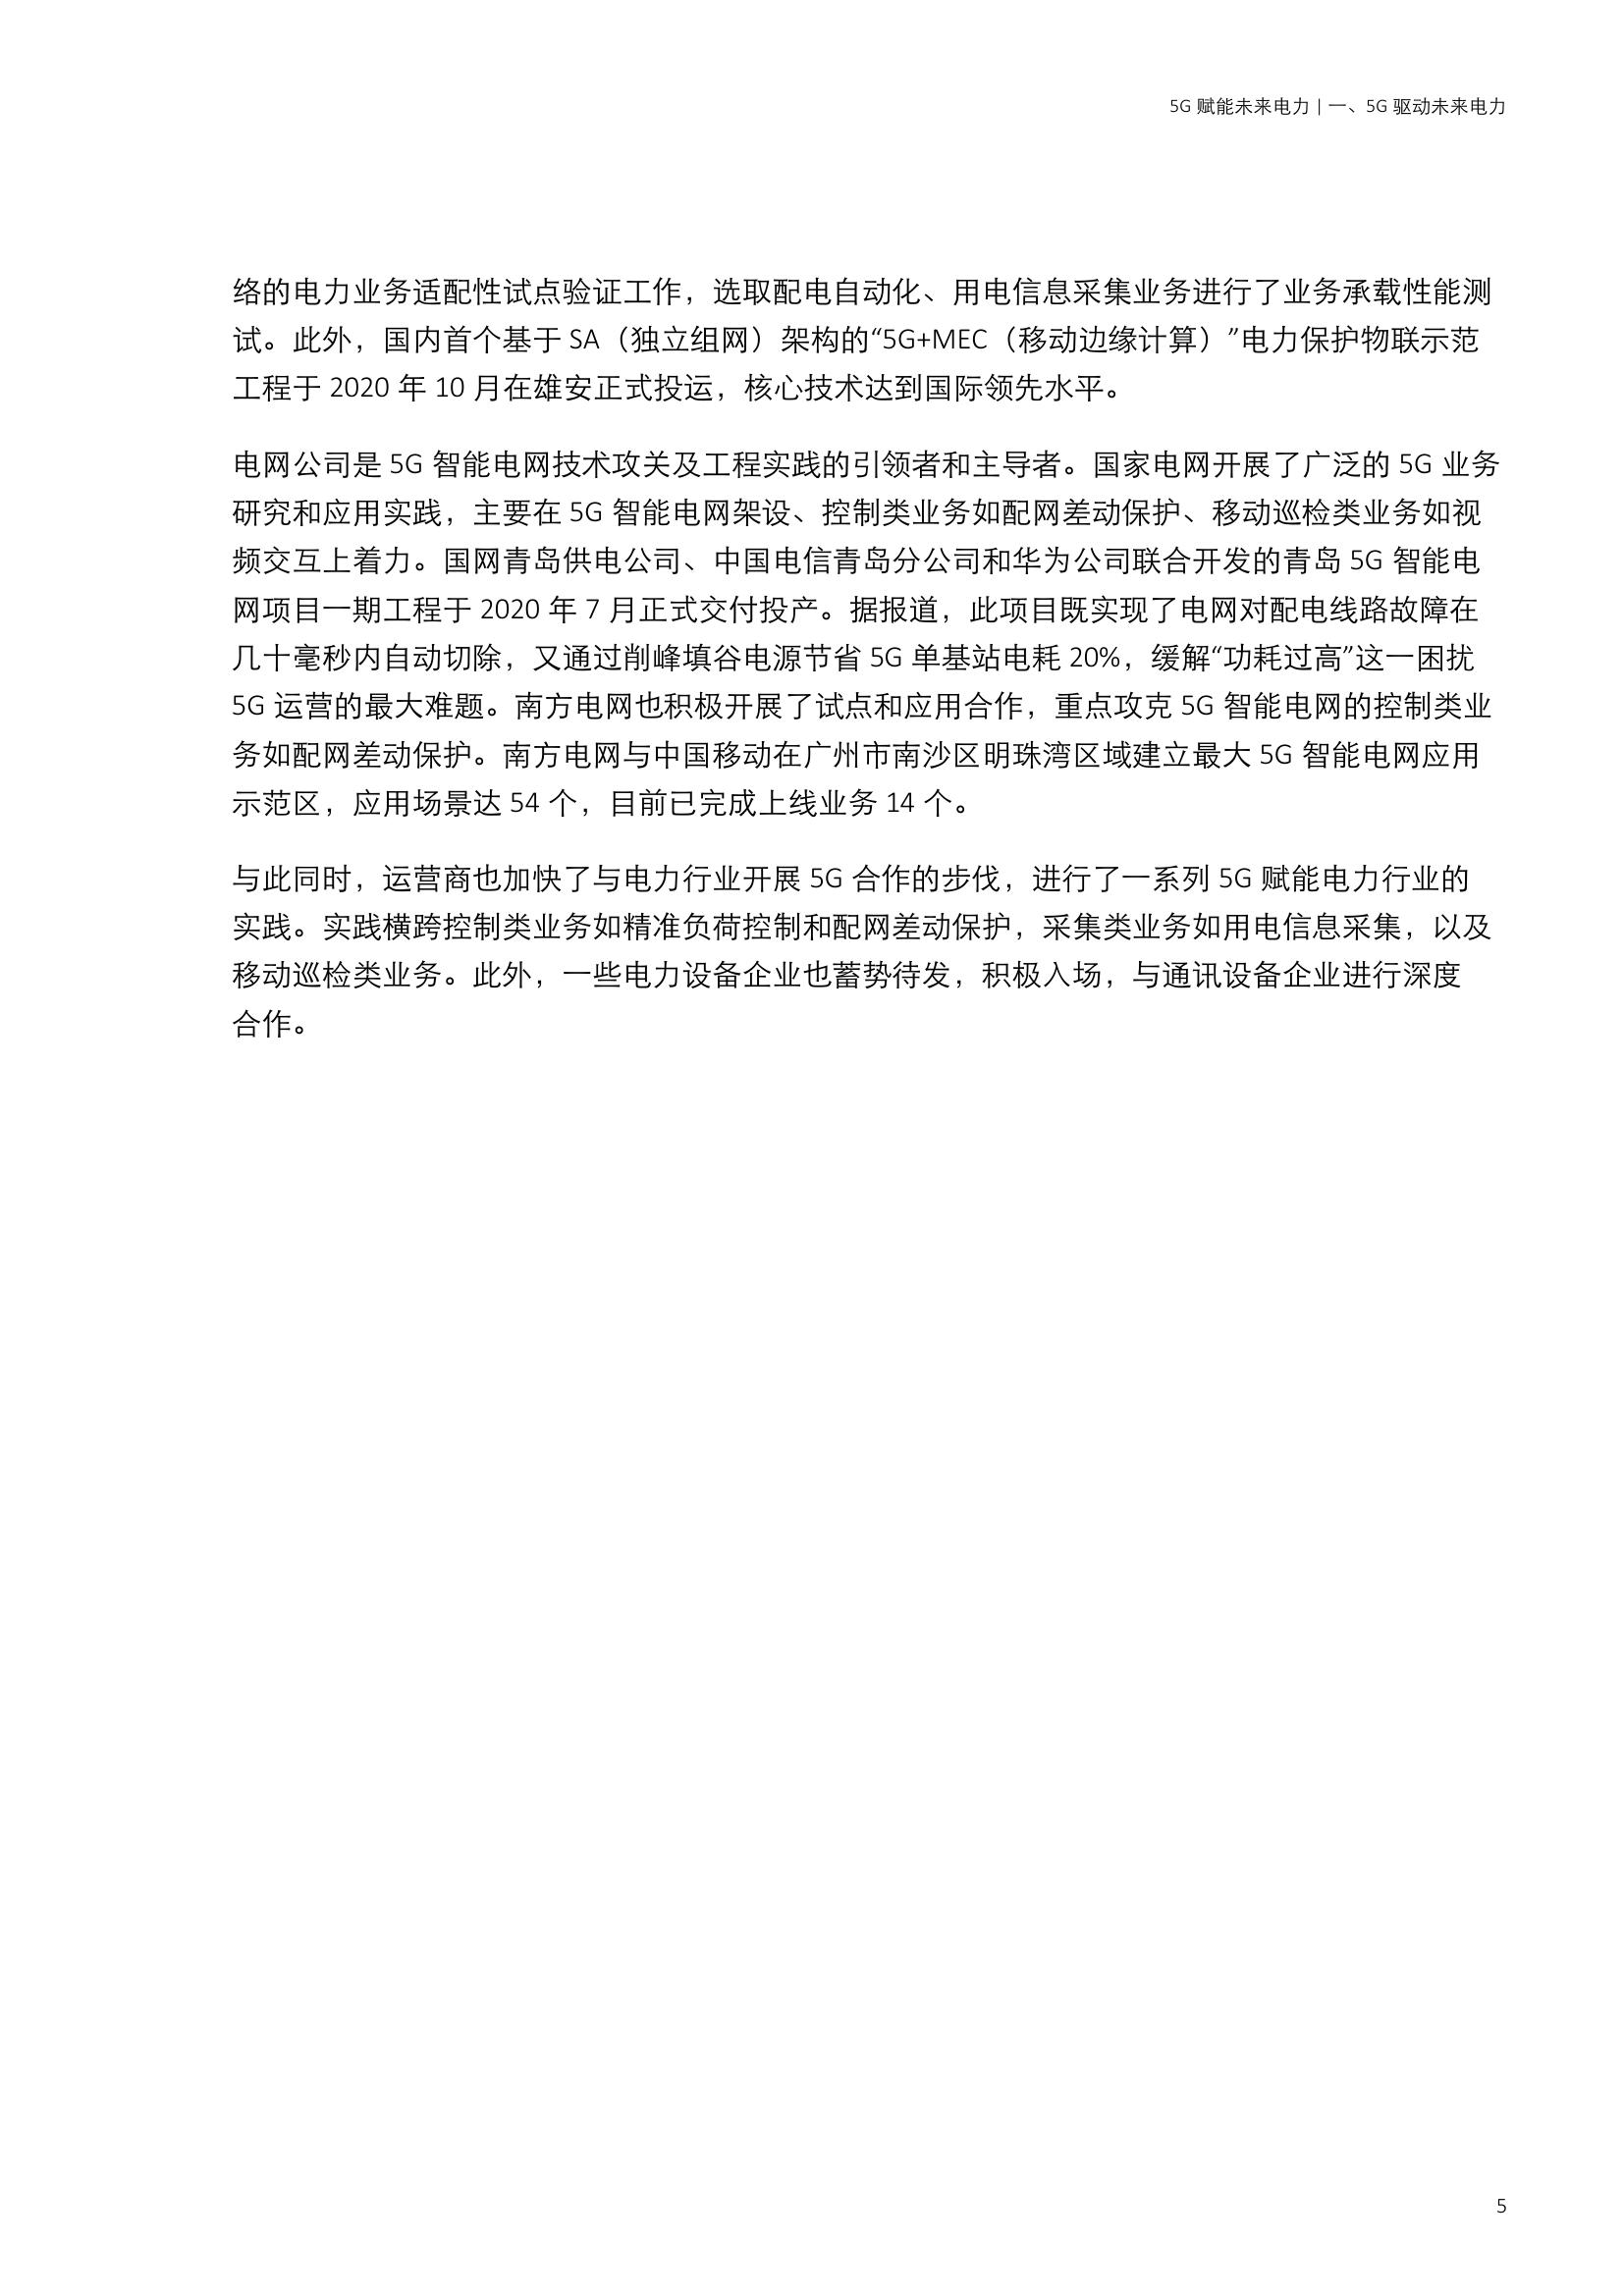 5G 赋能未来电力 | 一、5G 驱动未来电力
络的电力业务适配性试点验证工作，选取配电自动化、用电信息采集业务进行了业务承载性能测
试。此外，国内首个基于 SA（独立组网）架构的“5G+MEC（移动边缘计算）”电力保护物联示范
工程于 2020 年 10 月在雄安正式投运，核心技术达到国际领先水平。
电网公司是 5G 智能电网技术攻关及工程实践的引领者和主导者。国家电网开展了广泛的 5G 业务
研究和应用实践，主要在 5G 智能电网架设、控制类业务如配网差动保护、移动巡检类业务如视
频交互上着力。国网青岛供电公司、中国电信青岛分公司和华为公司联合开发的青岛 5G 智能电
网项目一期工程于 2020 年 7 月正式交付投产。据报道，此项目既实现了电网对配电线路故障在
几十毫秒内自动切除，又通过削峰填谷电源节省 5G 单基站电耗 20%，缓解“功耗过高”这一困扰
5G 运营的最大难题。南方电网也积极开展了试点和应用合作，重点攻克 5G 智能电网的控制类业
务如配网差动保护。南方电网与中国移动在广州市南沙区明珠湾区域建立最大 5G 智能电网应用
示范区，应用场景达 54 个，目前已完成上线业务 14 个。
与此同时，运营商也加快了与电力行业开展 5G 合作的步伐，进行了一系列 5G 赋能电力行业的
实践。实践横跨控制类业务如精准负荷控制和配网差动保护，采集类业务如用电信息采集，以及
移动巡检类业务。此外，一些电力设备企业也蓄势待发，积极入场，与通讯设备企业进行深度
合作。
5